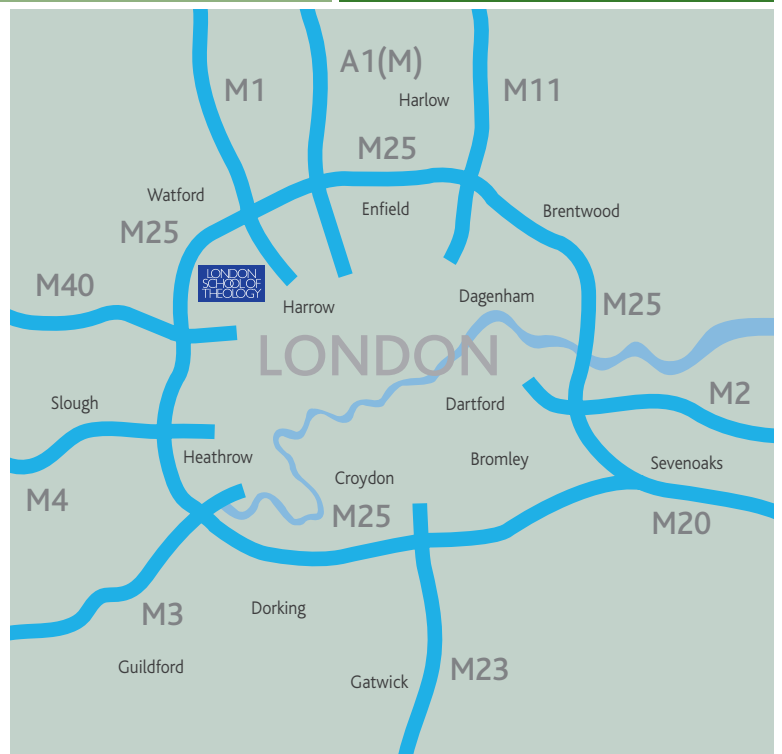 A1(M)
M1
M11
Harlow
M25
Watford
Enfield
Brentwood
M25
LONDON
SCHOOL OF
THEOLOGY
M40
Harrow
Dagenham
M25
LONDON
Slough
Dartford
M2
Heathrow
Bromley
Sevenoaks
Croydon
M4
M25
M20
M3
Dorking
Guildford
Gatwick
M23